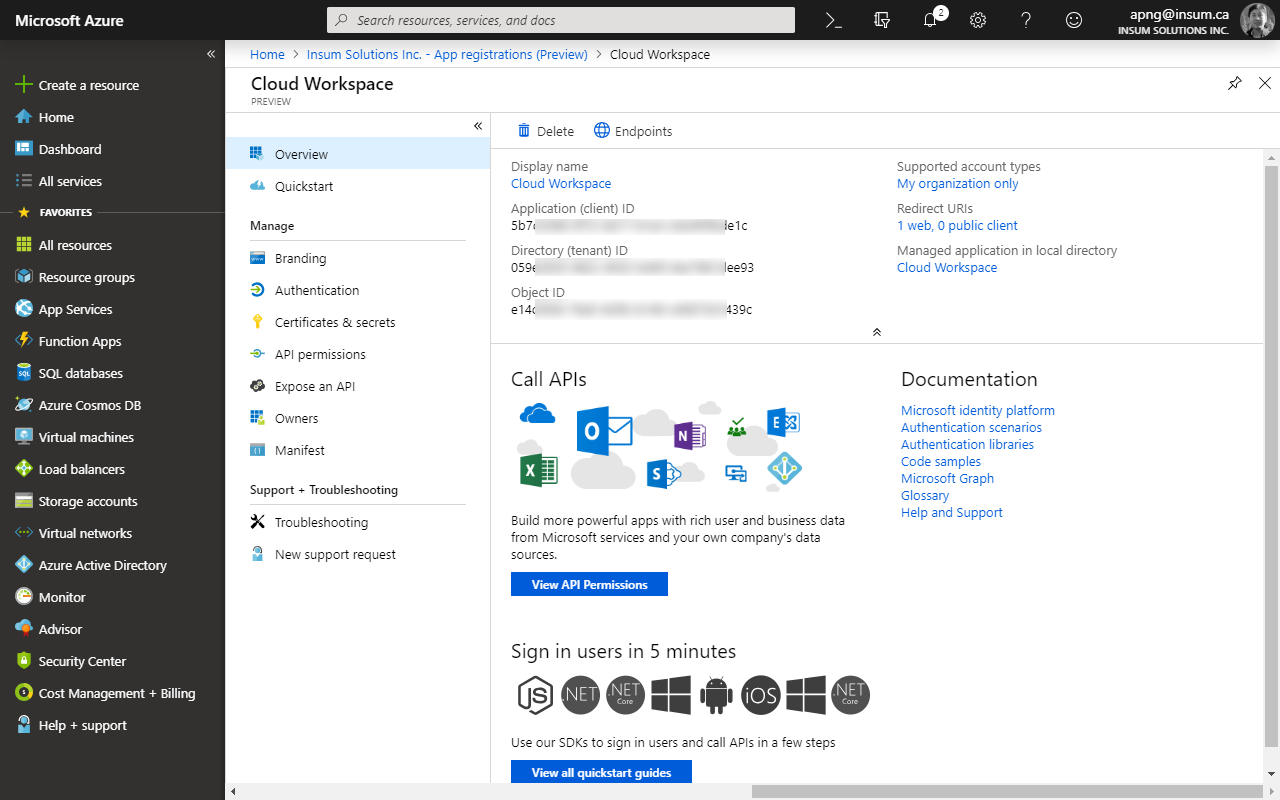 Microsoft Azure
Search resources, services, and docs
2
apng@insum.ca
INSUM SOLUTIONS INC.
Create a resource
Home
Dashboard
All services
FAVORITES
All resources
Resource groups
App Services
Function Apps
SQL databases
Azure Cosmos DB
Virtual machines
Load balancers
Storage accounts
Virtual networks
Azure Active Directory
Monitor
Advisor
Security Center
Cost Management + Billing
Help + support
Home > Insum Solutions Inc. - App registrations (Preview) > Cloud Workspace
Cloud Workspace
PREVIEW
Overview
Quickstart
Manage
Branding
Authentication
Certificates & secrets
API permissions
Expose an API
Owners
Manifest
Support + Troubleshooting
Troubleshooting
New support request
Delete
Endpoints
Display name
Cloud Workspace
Application (client) ID
5b7 de1c
Directory (tenant) ID
059e lee93
Object ID
e14c 439c
Supported account types
My organization only
Redirect URIs
1 web, 0 public client
Managed application in local directory
Cloud Workspace
Call APIs
Build more powerful apps with rich user and business data
from Microsoft services and your own company's data
sources.
View API Permissions
Documentation
Microsoft identity platform
Authentication scenarios
Authentication libraries
Code samples
Microsoft Graph
Glossary
Help and Support
Sign in users in 5 minutes
JS .NET .NET Core iOS .NET Core
Use our SDKs to sign in users and call APIs in a few steps
View all quickstart guides